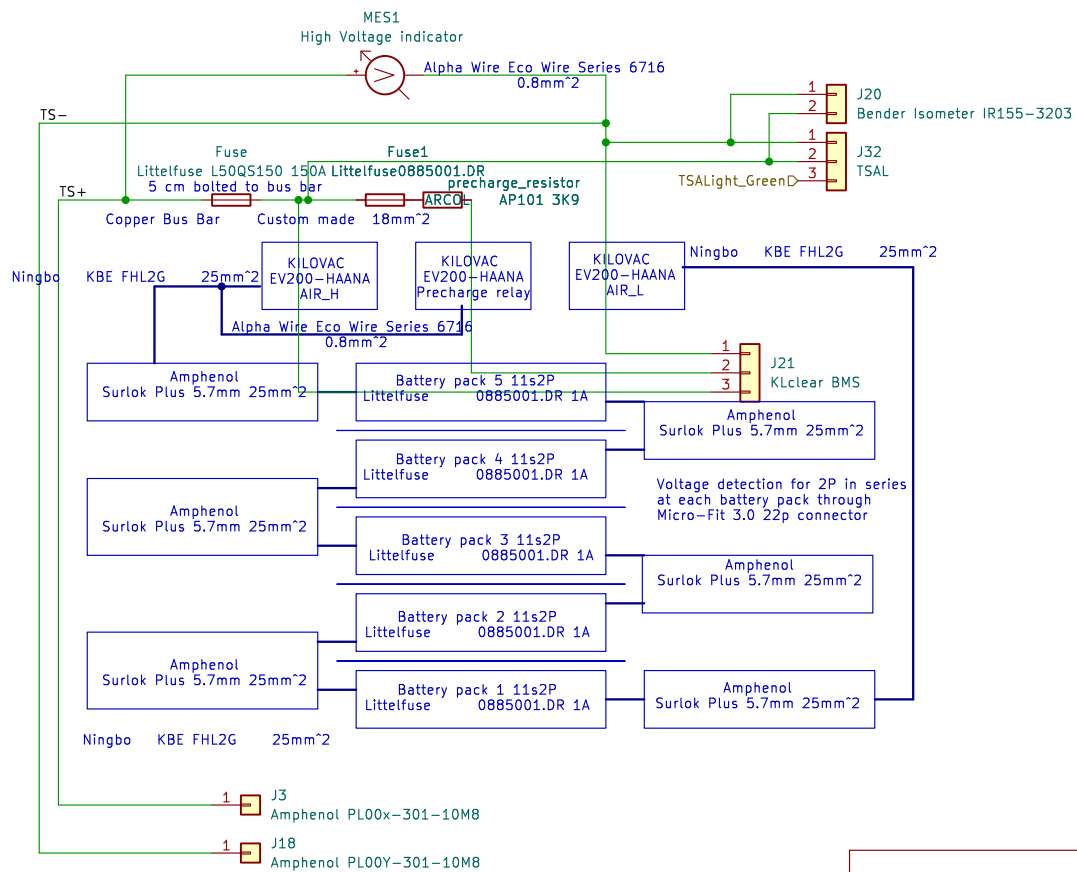 MES1
High Voltage indicator
+
V
Alpha Wire Eco Wire Series 6716
0.8mm^2
1
2
J20
Bender Isometer IR155-3203
TS-
1
2
3
J32
TSAL
TSALight_Green
Fuse
Littelfuse L50QS150 150A
5 cm bolted to bus bar
Fuse1
Littelfuse0885001.DR
precharge_resistor
ARCOL AP101 3K9
TS+
Copper Bus Bar Custom made 18mm^2
Ningbo KBE FHL2G 25mm^2
KILOVAC
EV200-HAANA
AIR_H
KILOVAC
EV200-HAANA
Precharge relay
KILOVAC
EV200-HAANA
AIR_L
Ningbo KBE FHL2G 25mm^2
Alpha Wire Eco Wire Series 6716
0.8mm^2
1
2
3
J21
KLclear BMS
Amphenol
Surlok Plus 5.7mm 25mm^2
Battery pack 5 11s2P
Littelfuse 0885001.DR 1A
Amphenol
Surlok Plus 5.7mm 25mm^2
Battery pack 4 11s2P
Littelfuse 0885001.DR 1A
Voltage detection for 2P in series
at each battery pack through
Micro-Fit 3.0 22p connector
Amphenol
Surlok Plus 5.7mm 25mm^2
Battery pack 3 11s2P
Littelfuse 0885001.DR 1A
Amphenol
Surlok Plus 5.7mm 25mm^2
Battery pack 2 11s2P
Littelfuse 0885001.DR 1A
Amphenol
Surlok Plus 5.7mm 25mm^2
Battery pack 1 11s2P
Littelfuse 0885001.DR 1A
Amphenol
Surlok Plus 5.7mm 25mm^2
Ningbo KBE FHL2G 25mm^2
1
J3
Amphenol PL00x-301-10M8
1
J18
Amphenol PL00Y-301-10M8